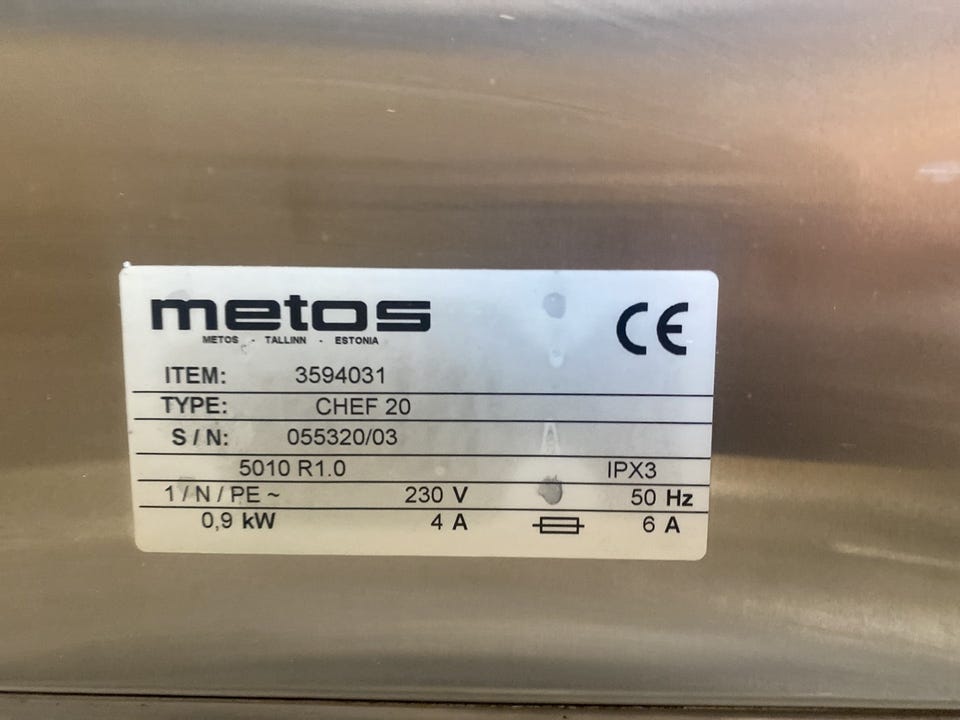 metos
CE
METOS - TALLINN - ESTONIA
ITEM: 3594031
TYPE: CHEF 20
S / N: 055320/03
5010 R1.0 IPX3
1 / N / PE ~ 230 V 50 Hz
0,9 kW 4 A 6 A